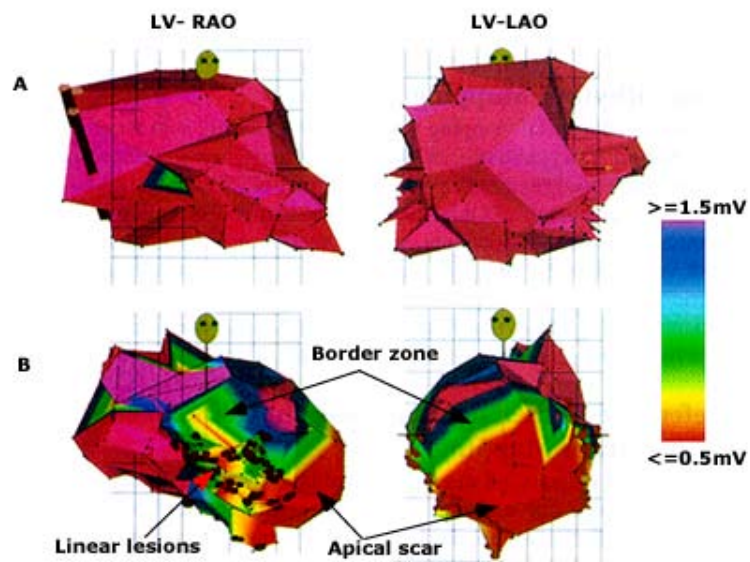 LV- RAO
LV-LAO
A
>=1.5mV
B
Border zone
<=0.5mV
Linear lesions
Apical scar